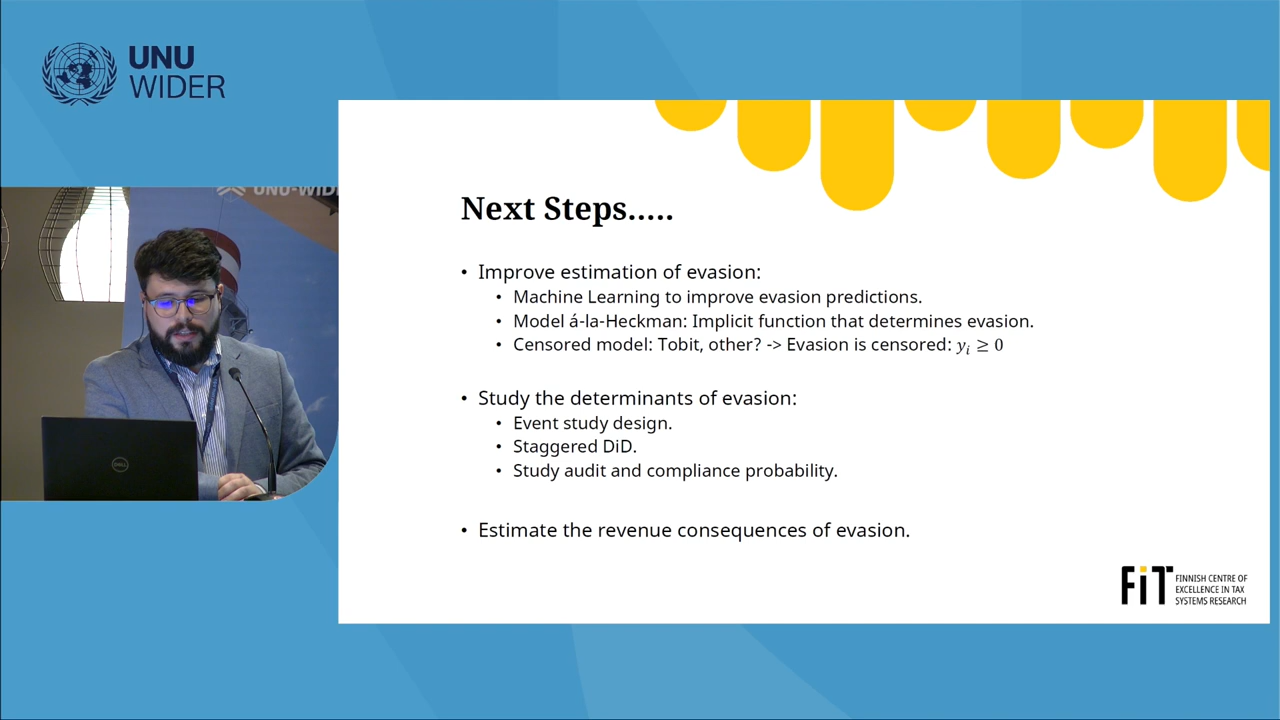 UNU
WIDER
UNU-WID
DELL
Next Steps.....
• Improve estimation of evasion:
• Machine Learning to improve evasion predictions.
• Model á-la-Heckman: Implicit function that determines evasion.
• Censored model: Tobit, other? -> Evasion is censored: yᵢ ≥ 0
• Study the determinants of evasion:
• Event study design.
• Staggered DiD.
• Study audit and compliance probability.
• Estimate the revenue consequences of evasion.
FiT
FINNISH CENTRE OF
EXCELLENCE IN TAX
SYSTEMS RESEARCH